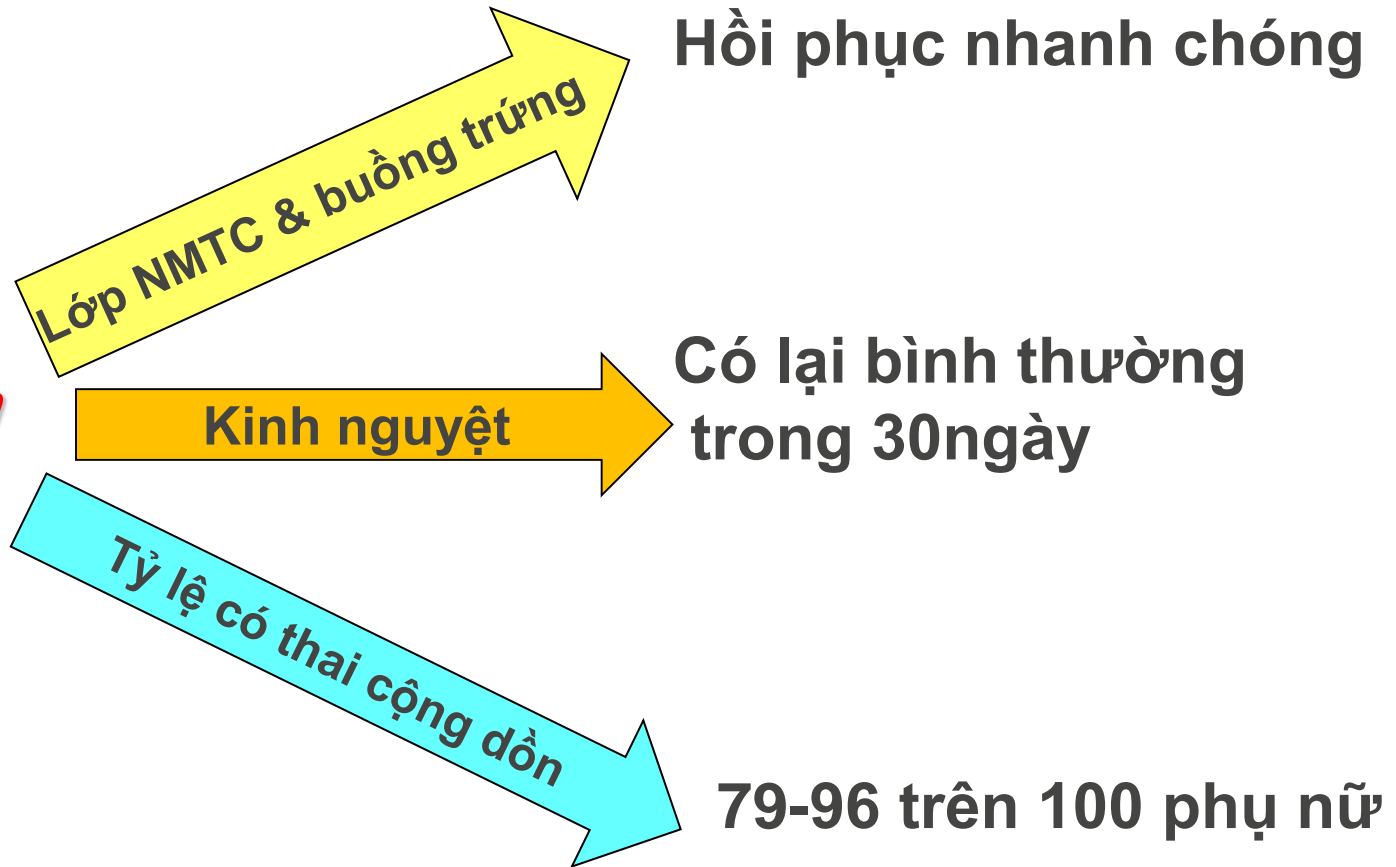 Hồi phục nhanh chóng
Lớp NMTC & buồng trứng
Có lại bình thường
trong 30ngày
Kinh nguyệt
Tỷ lệ có thai cộng dồn
79-96 trên 100 phụ nữ